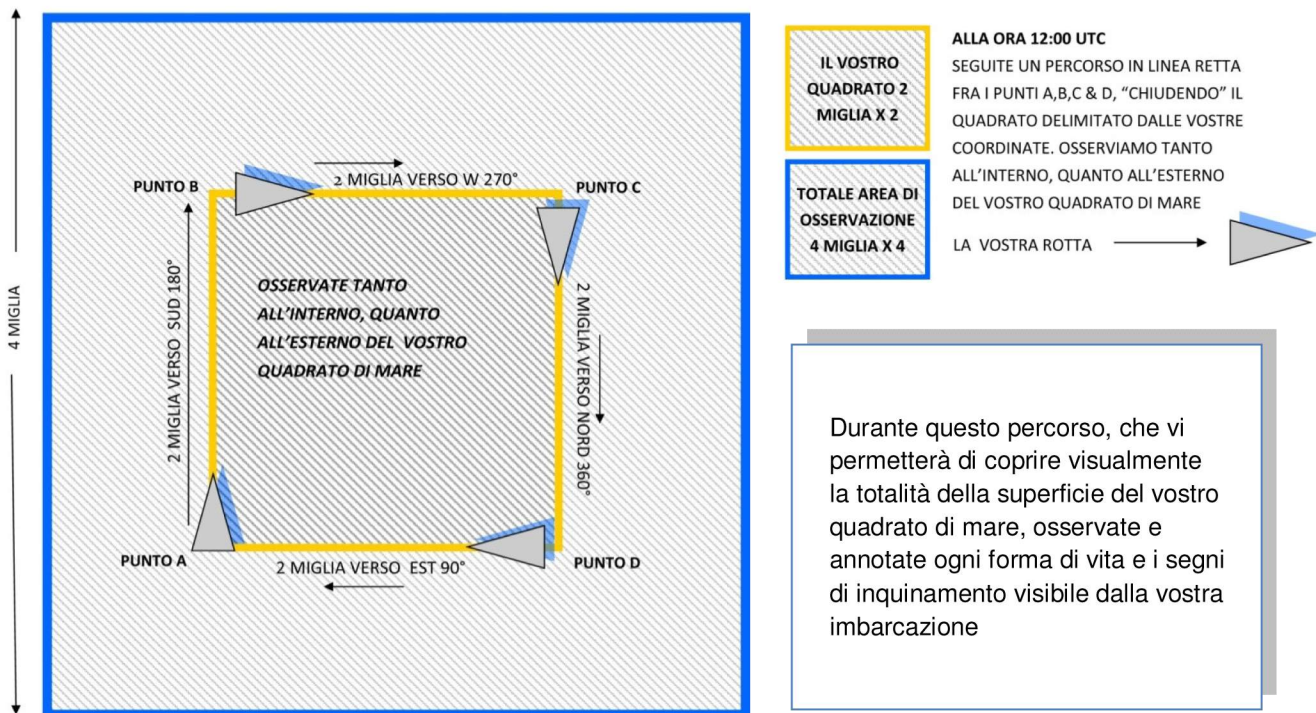 4 MIGLIA
PUNTO B
2 MIGLIA VERSO W 270°
PUNTO C
2 MIGLIA VERSO SUD 180°
OSSERVATE TANTO
ALL'INTERNO, QUANTO
ALL'ESTERNO DEL VOSTRO
QUADRATO DI MARE
2 MIGLIA VERSO NORD 360°
PUNTO A
2 MIGLIA VERSO EST 90°
PUNTO D
IL VOSTRO
QUADRATO 2
MIGLIA X 2
TOTALE AREA DI
OSSERVAZIONE
4 MIGLIA X 4
ALLA ORA 12:00 UTC
SEGUITE UN PERCORSO IN LINEA RETTA
FRA I PUNTI A,B,C & D, “CHIUDENDO” IL
QUADRATO DELIMITATO DALLE VOSTRE
COORDINATE. OSSERVIAMO TANTO
ALL'INTERNO, QUANTO ALL'ESTERNO
DEL VOSTRO QUADRATO DI MARE
LA VOSTRA ROTTA
Durante questo percorso, che vi
permetterà di coprire visualmente
la totalità della superficie del vostro
quadrato di mare, osservate e
annotate ogni forma di vita e i segni
di inquinamento visibile dalla vostra
imbarcazione